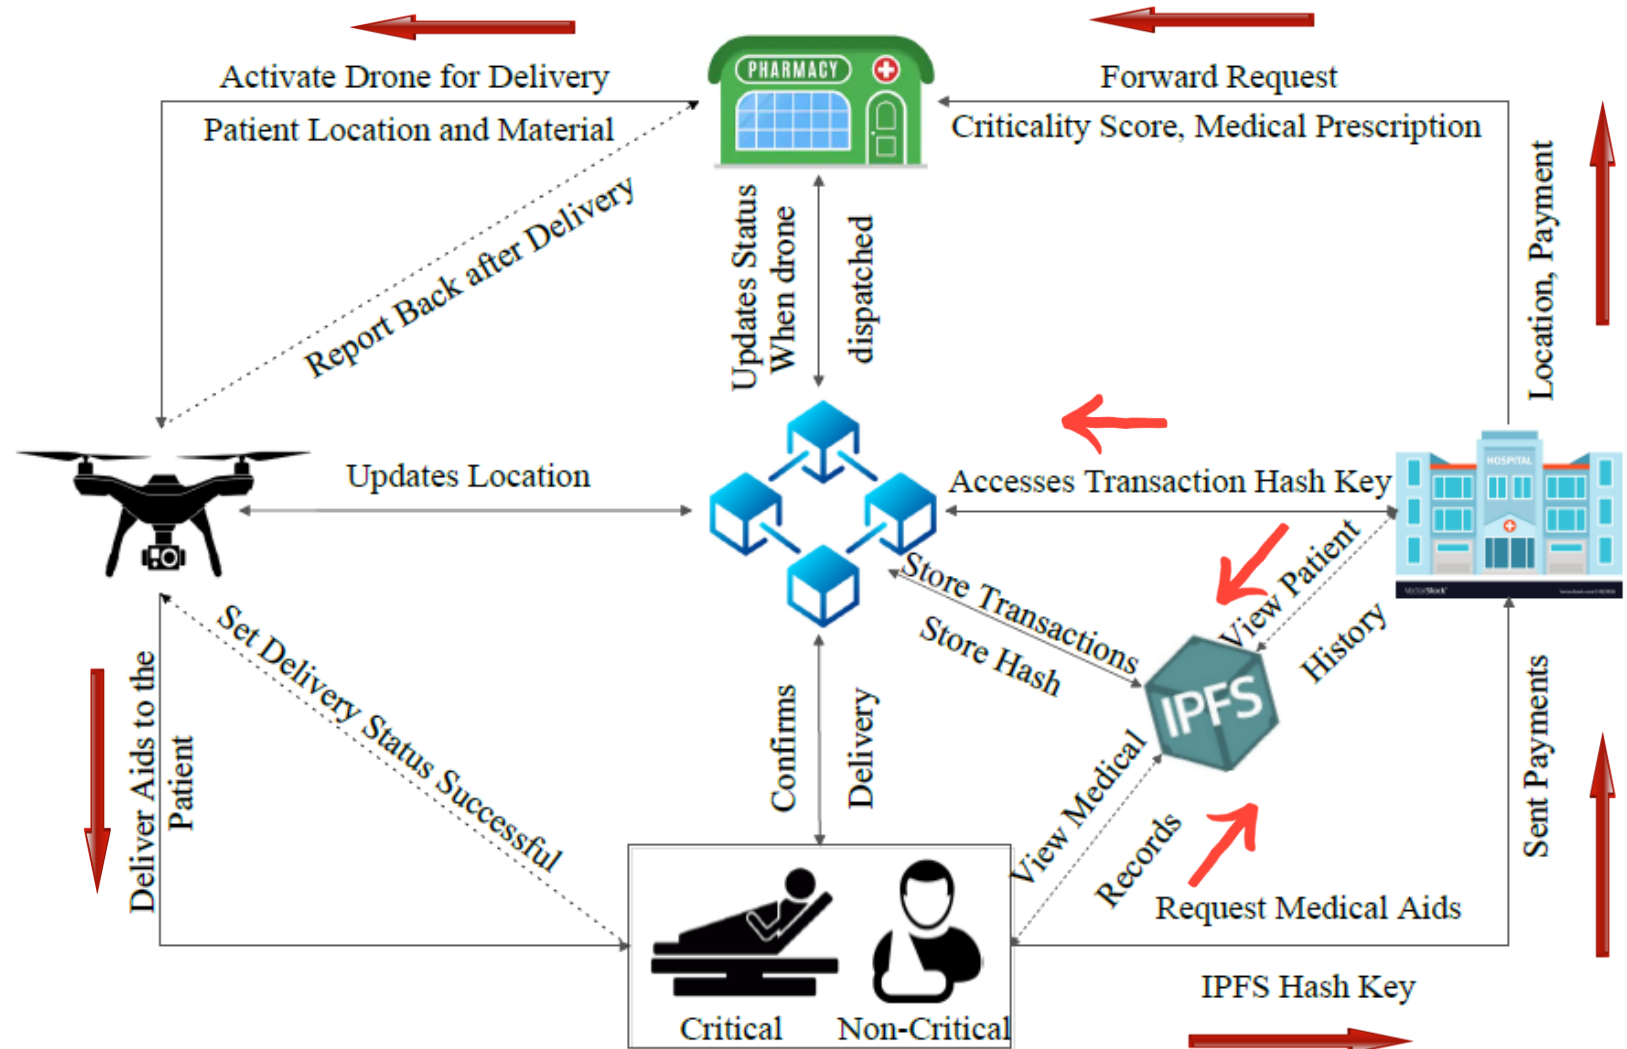 Activate Drone for Delivery
Patient Location and Material
PHARMACY
Forward Request
Criticality Score, Medical Prescription
Report Back after Delivery
Updates Status
When drone
dispatched
Location, Payment
Updates Location
Accesses Transaction Hash Key
HOSPITAL
VectorStock
View Patient
History
Store Transactions
Store Hash
IPFS
Set Delivery Status Successful
Deliver Aids to the
Patient
Confirms
Delivery
View Medical
Records
Sent Payments
Request Medical Aids
IPFS Hash Key
Critical
Non-Critical